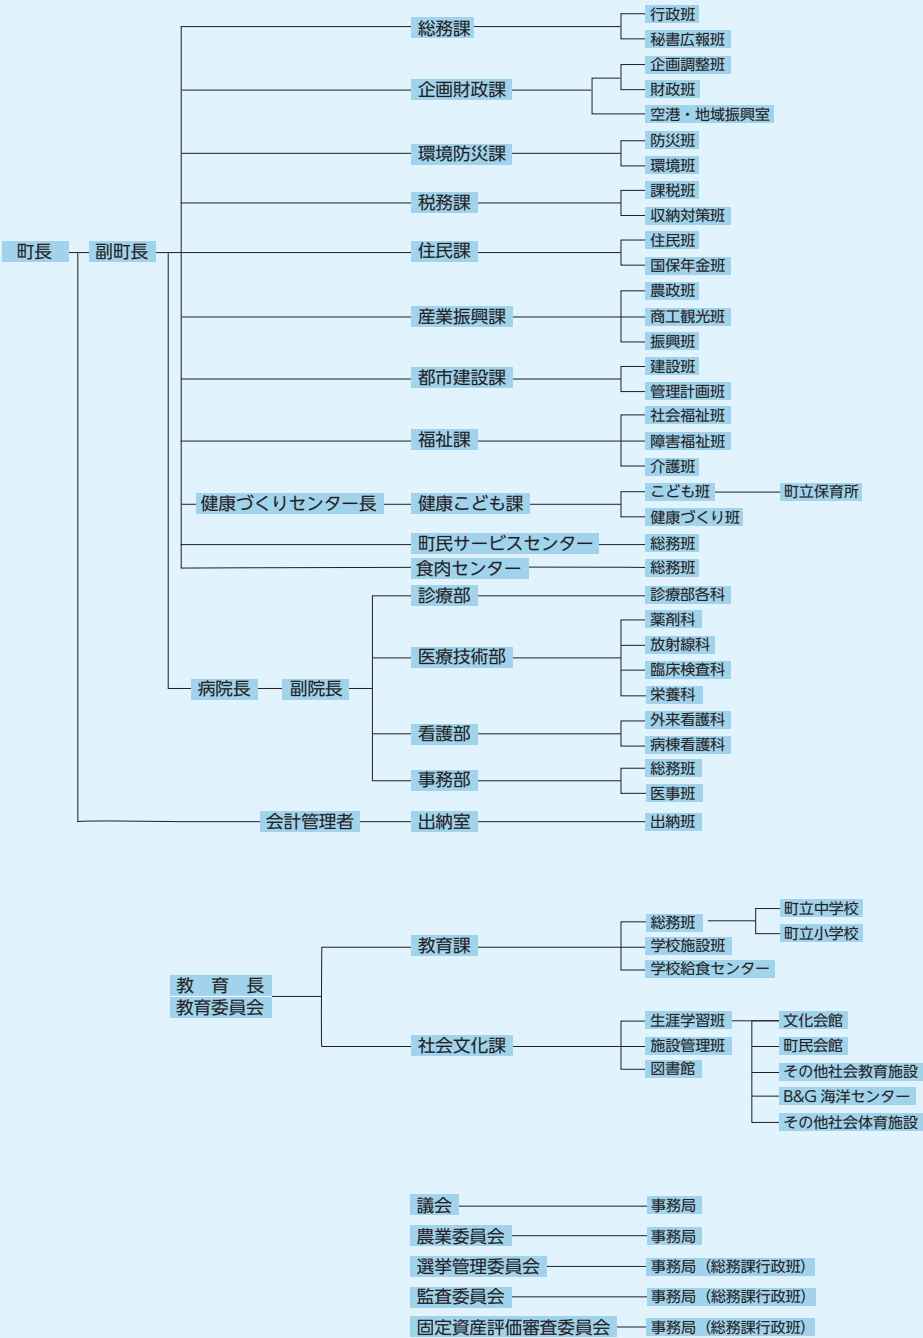 町長
副町長
総務課
行政班
秘書広報班
企画財政課
企画調整班
財政班
空港・地域振興室
環境防災課
防災班
環境班
税務課
課税班
収納対策班
住民課
住民班
国保年金班
産業振興課
農政班
商工観光班
振興班
都市建設課
建設班
管理計画班
福祉課
社会福祉班
障害福祉班
介護班
健康づくりセンター長
健康こども課
こども班
町立保育所
健康づくり班
町民サービスセンター
総務班
食肉センター
総務班
病院長
副院長
診療部
診療部各科
医療技術部
薬剤科
放射線科
臨床検査科
栄養科
看護部
外来看護科
病棟看護科
事務部
総務班
医事班
会計管理者
出納室
出納班
教 育 長
教育委員会
教育課
総務班
町立中学校
町立小学校
学校施設班
学校給食センター
社会文化課
生涯学習班
文化会館
町民会館
その他社会教育施設
B&G 海洋センター
その他社会体育施設
施設管理班
図書館
議会
事務局
農業委員会
事務局
選挙管理委員会
事務局（総務課行政班）
監査委員会
事務局（総務課行政班）
固定資産評価審査委員会
事務局（総務課行政班）